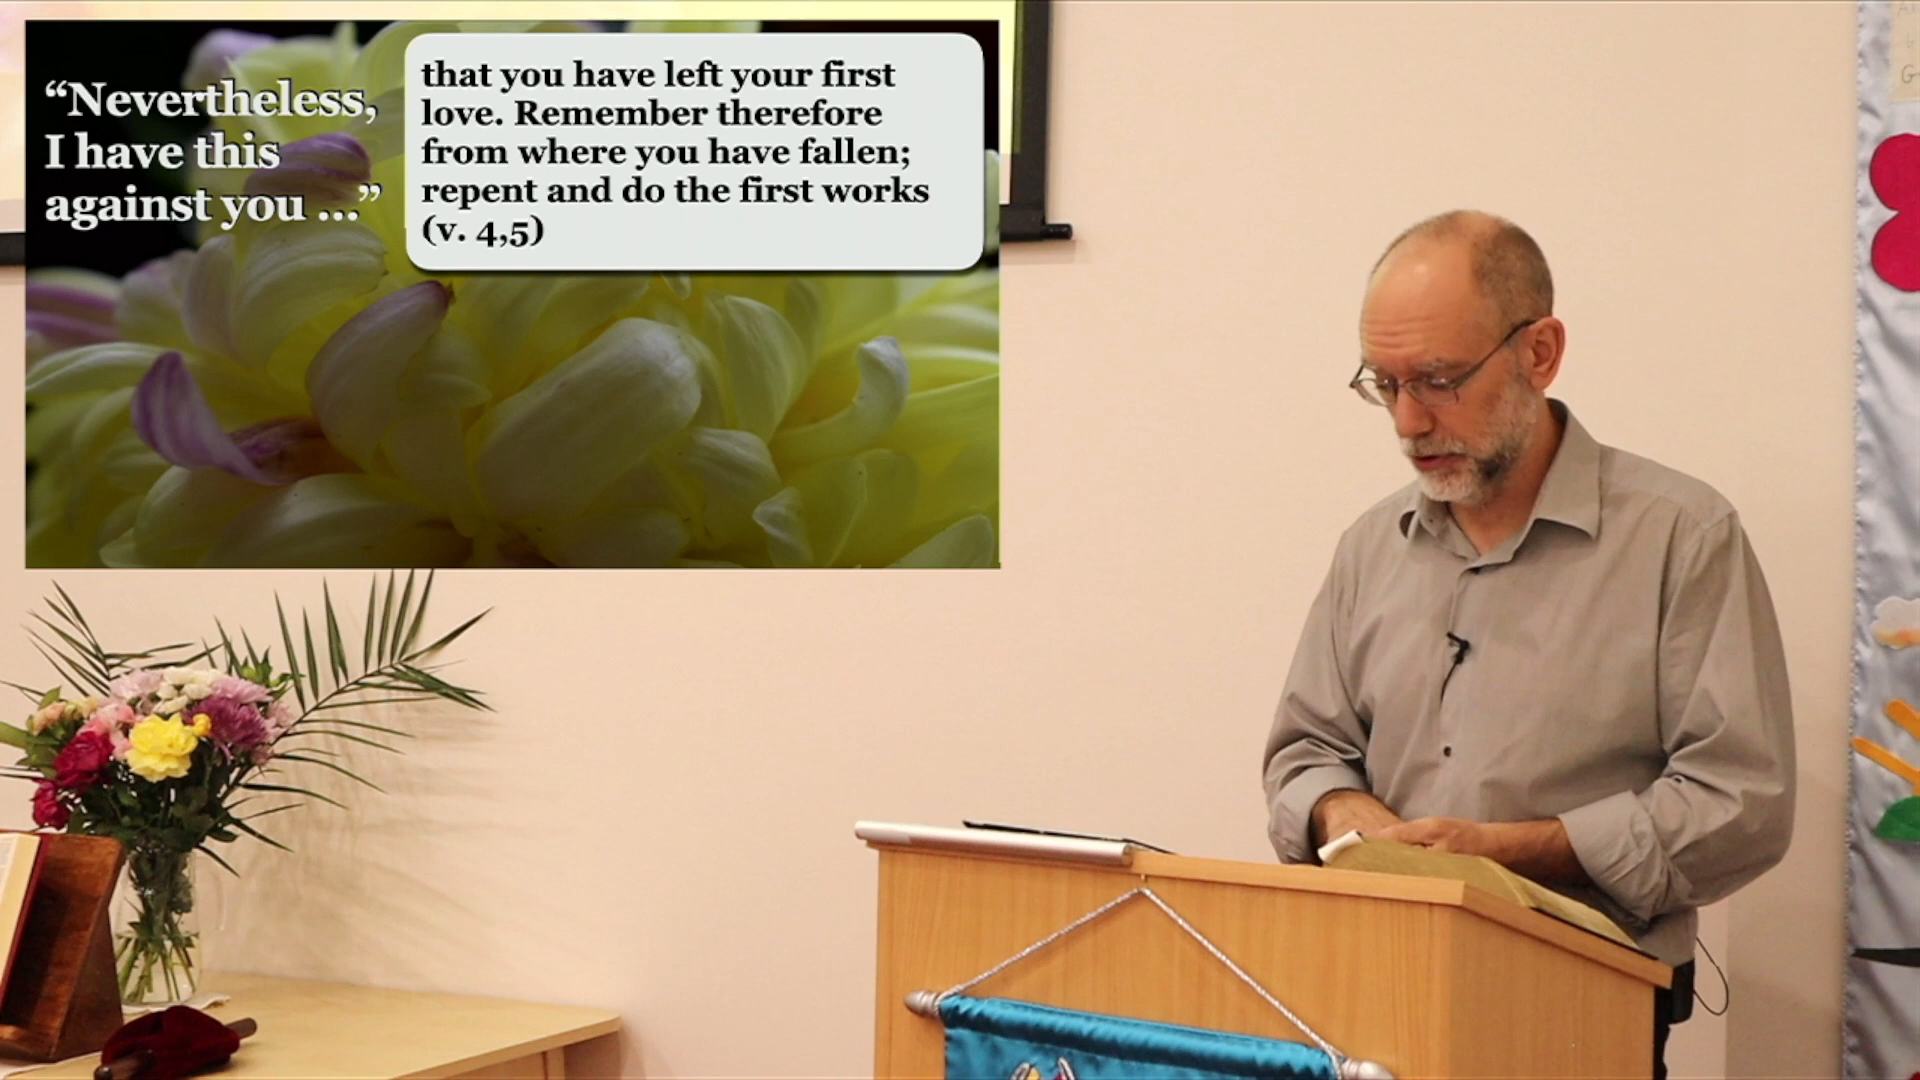 “Nevertheless,
I have this
against you ...”
that you have left your first
love. Remember therefore
from where you have fallen;
repent and do the first works
(v. 4,5)